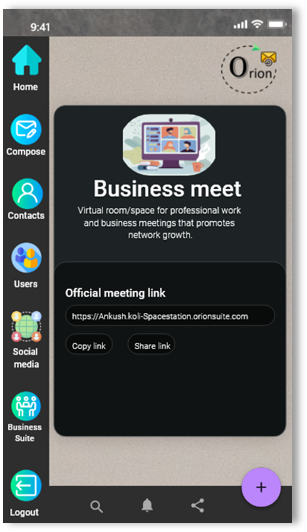 9:41
Orion
Home
Compose
Contacts
Users
Social
media
Business
Suite
Logout
Business meet
Virtual room/space for professional work
and business meetings that promotes
network growth.
Official meeting link
https://Ankush.koli-Spacestation.orionsuite.com
Copy link
Share link
+